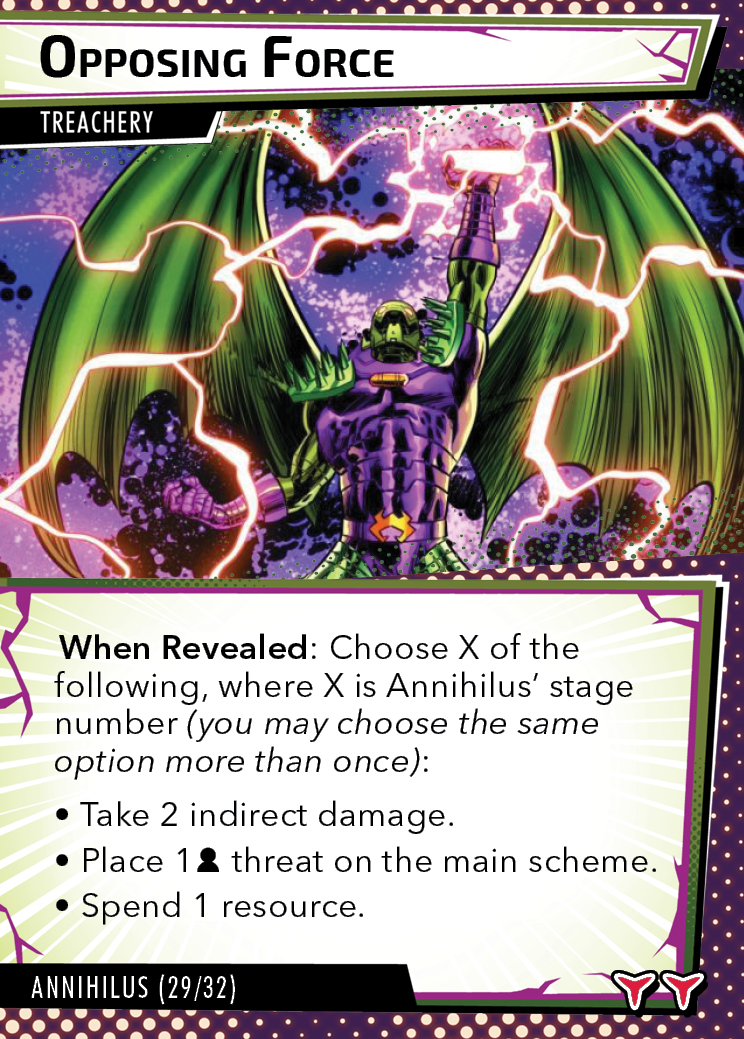 Opposing Force
TREACHERY
When Revealed: Choose X of the
following, where X is Annihilus’ stage
number (you may choose the same
option more than once):
• Take 2 indirect damage.
• Place 1 threat on the main scheme.
• Spend 1 resource.
ANNIHILUS (29/32)